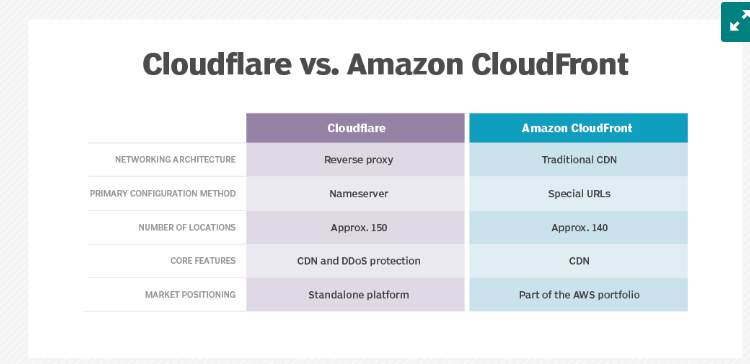 Cloudflare vs. Amazon CloudFront
Cloudflare Amazon CloudFront
NETWORKING ARCHITECTURE Reverse proxy Traditional CDN
PRIMARY CONFIGURATION METHOD Nameserver Special URLs
NUMBER OF LOCATIONS Approx. 150 Approx. 140
CORE FEATURES CDN and DDoS protection CDN
MARKET POSITIONING Standalone platform Part of the AWS portfolio